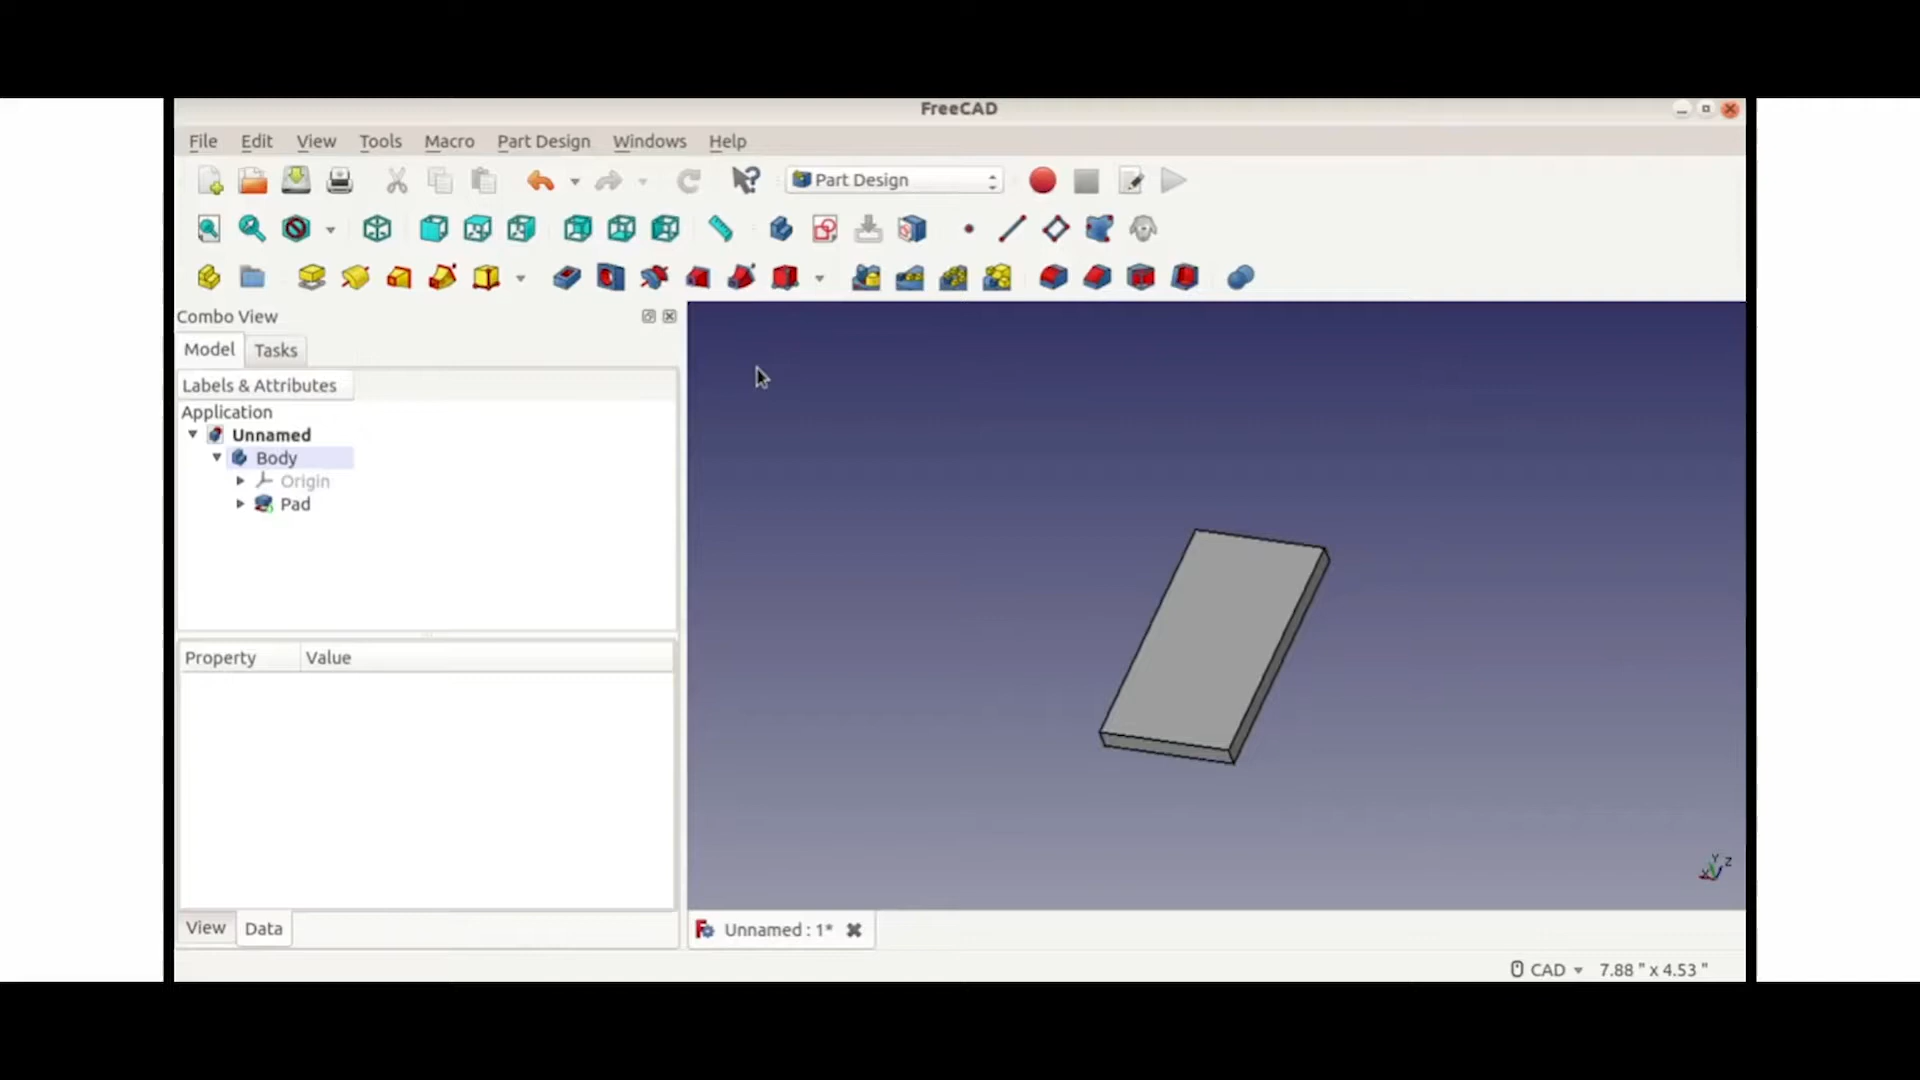 FreeCAD
File Edit View Tools Macro Part Design Windows Help
Part Design
Combo View
Model Tasks
Labels & Attributes
Application
Unnamed
Body
Origin
Pad
Property Value
View Data
Unnamed : 1*
CAD 7.88 " x 4.53 "
Y Z
X